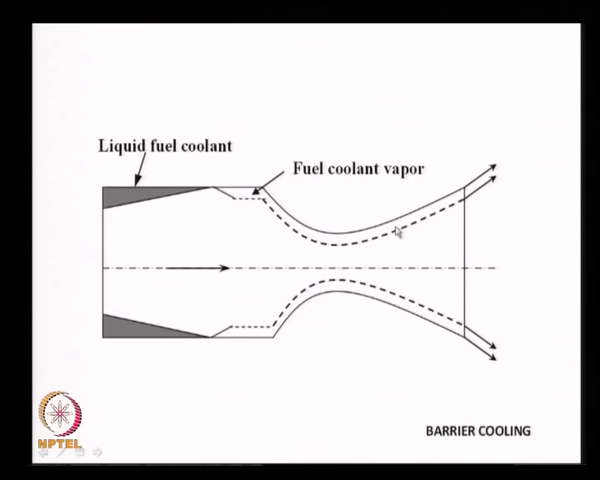 Liquid fuel coolant
Fuel coolant vapor
BARRIER COOLING
NPTEL